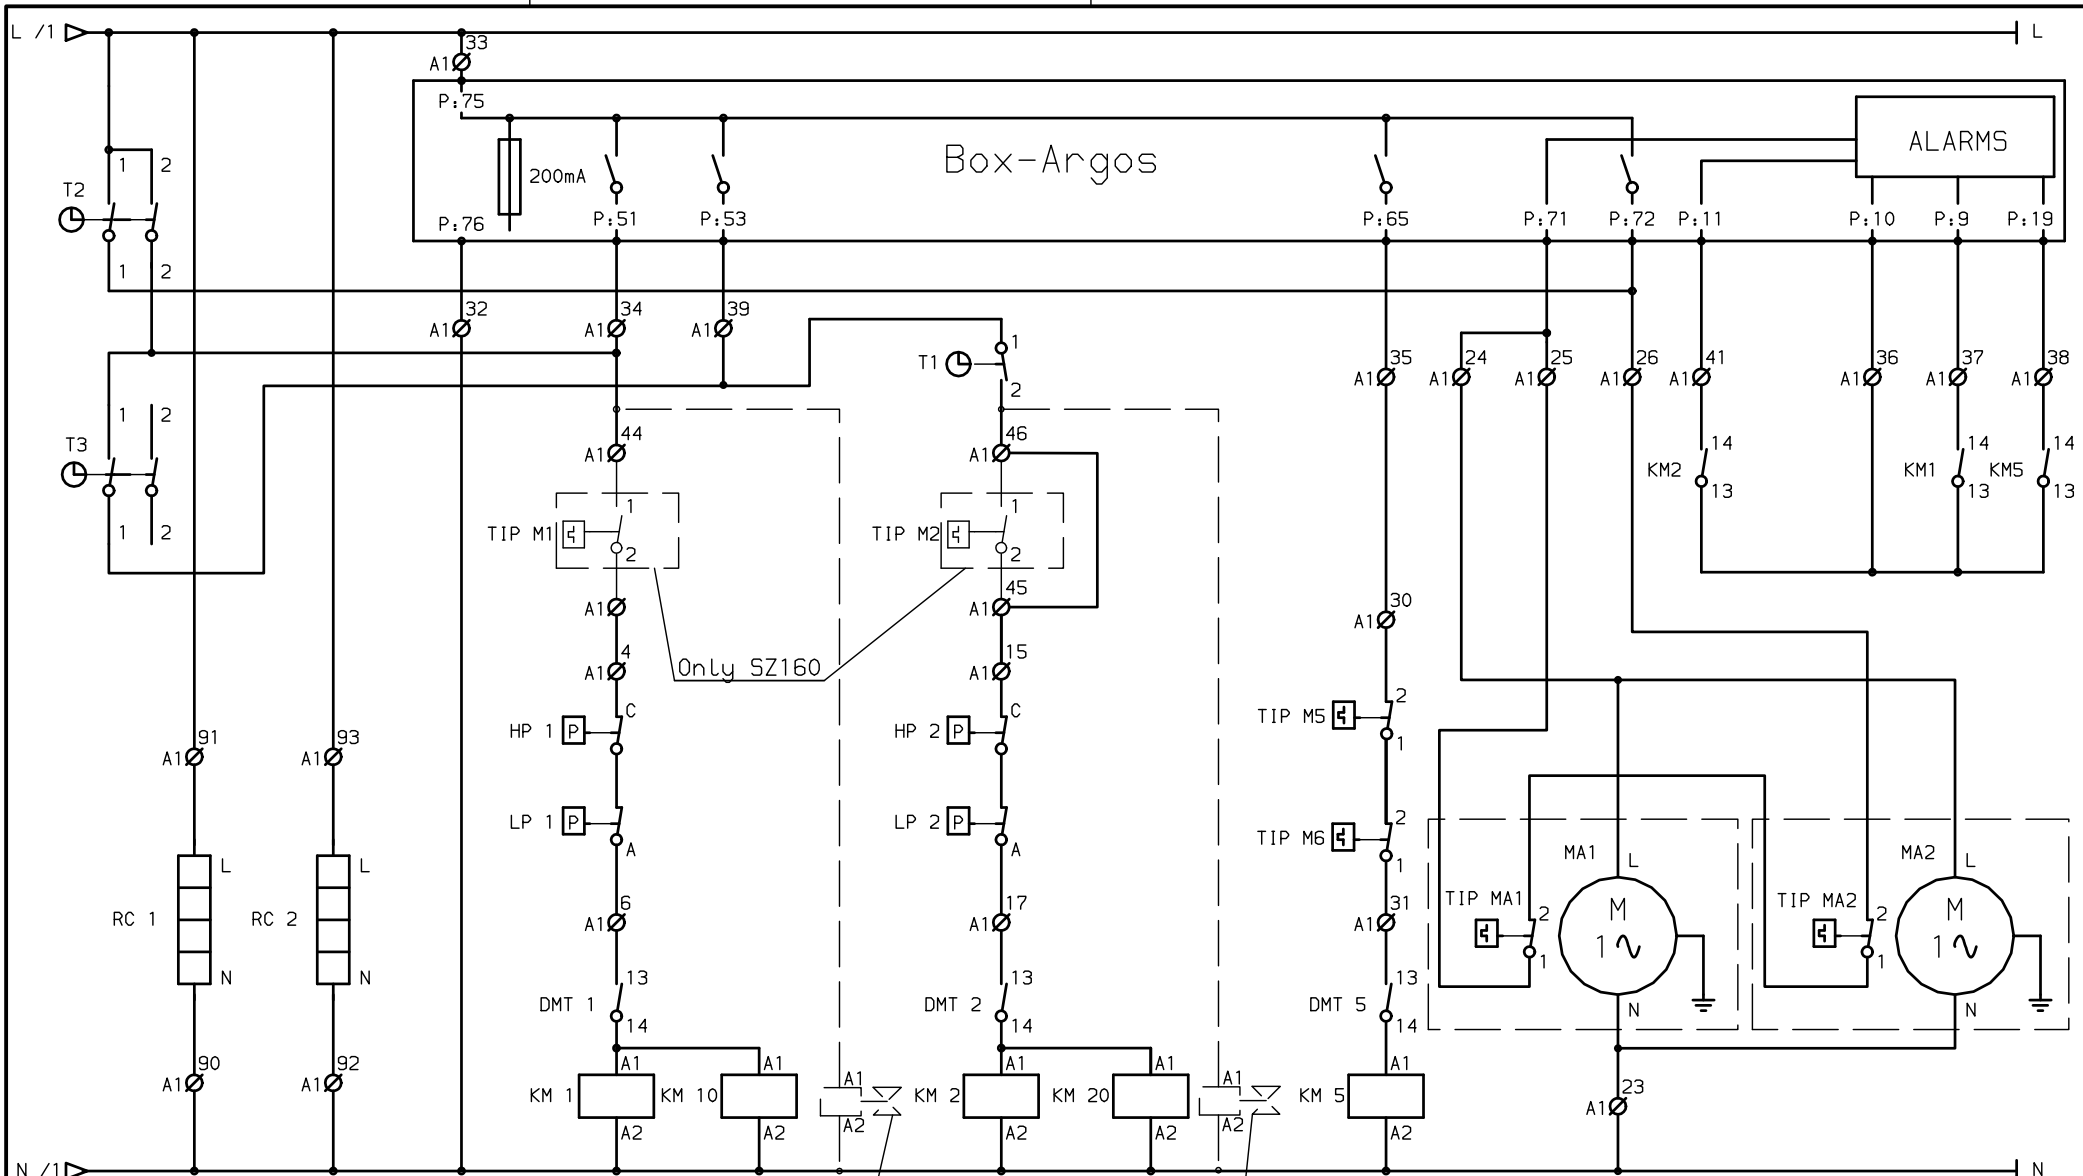 L /1
L
33
A1
P:75
Box-Argos
ALARMS
200mA
1 2
T2
P:76 P:51 P:53 P:65 P:71 P:72 P:11 P:10 P:9 P:19
1 2
32 34 39
A1 A1 A1
T1 1
2
35 24 25 26 41 36 37 38
A1 A1 A1 A1 A1 A1 A1 A1
1 2
T3
44 46
A1 A1
14 14 14
KM2 KM1 KM5
13 13 13
1 1
TIP M1 TIP M2
2 2
1 2
45
A1 A1
30
A1
4 15
A1 A1
Only SZ160
C C
HP 1 P HP 2 P
2
TIP M5
1
91 93
A1 A1
LP 1 P LP 2 P
A A
2
TIP M6
1
MA1 L MA2 L
L L
RC 1 RC 2
N N
6 17 31
A1 A1 A1
TIP MA1 2 M TIP MA2 2 M
1 1 1 1
13 13 13
DMT 1 DMT 2 DMT 5
14 14 14
N N
90 92
A1 A1
A1 A1 A1 A1 A1 A1 A1
KM 1 KM 10 KM 2 KM 20 KM 5
A2 A2 A2 A2 A2 A2 A2
23
A1
N /1
N